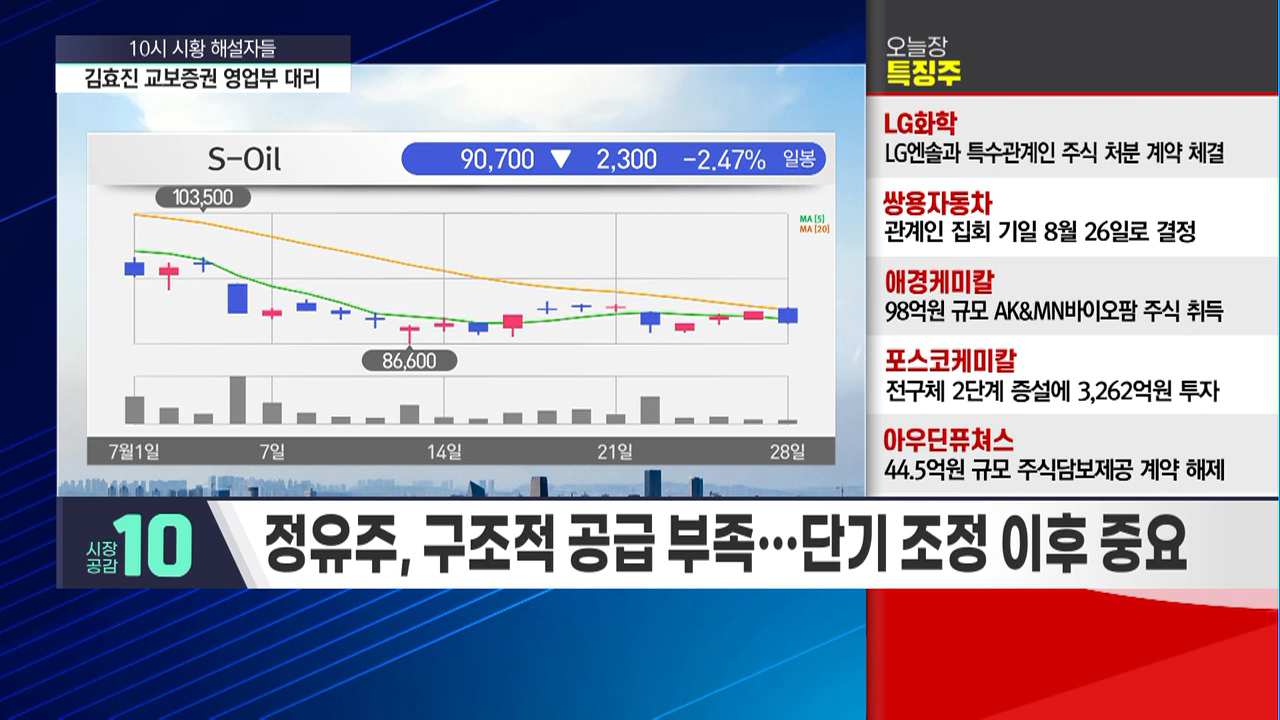 10시 시황 해설자들
김효진 교보증권 영업부 대리
S-Oil
90,700 ▼ 2,300 -2.47% 일봉
103,500
MA [5]
MA [20]
86,600
7월1일 7일 14일 21일 28일
시장
공감
10
정유주, 구조적 공급 부족…단기 조정 이후 중요
오늘장
특징주
LG화학
LG엔솔과 특수관계인 주식 처분 계약 체결
쌍용자동차
관계인 집회 기일 8월 26일로 결정
애경케미칼
98억원 규모 AK&MN바이오팜 주식 취득
포스코케미칼
전구체 2단계 증설에 3,262억원 투자
아우딘퓨쳐스
44.5억원 규모 주식담보제공 계약 해제